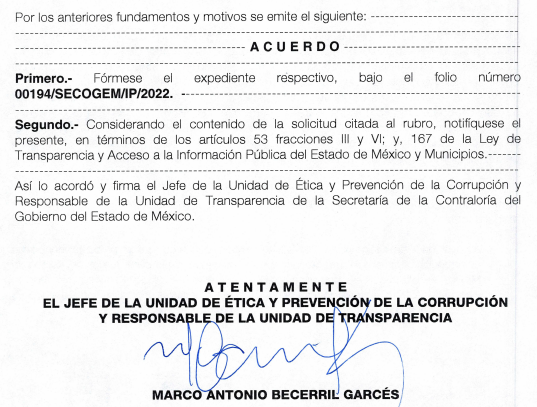 Por los anteriores fundamentos y motivos se emite el siguiente: ------------------------------
------------------------------------------------------------------------------------------
---------------------------------------- A C U E R D O ----------------------------------------
------------------------------------------------------------------------------------------
Primero.- Fórmese el expediente respectivo, bajo el folio número
00194/SECOGEM/IP/2022. -----------------------------------------------------------------
------------------------------------------------------------------------------------------
Segundo.- Considerando el contenido de la solicitud citada al rubro, notifíquese el
presente, en términos de los artículos 53 fracciones III y VI; y, 167 de la Ley de
Transparencia y Acceso a la Información Pública del Estado de México y Municipios.-------
------------------------------------------------------------------------------------------
Así lo acordó y firma el Jefe de la Unidad de Ética y Prevención de la Corrupción y
Responsable de la Unidad de Transparencia de la Secretaría de la Contraloría del
Gobierno del Estado de México.
A T E N T A M E N T E
EL JEFE DE LA UNIDAD DE ÉTICA Y PREVENCIÓN DE LA CORRUPCIÓN
Y RESPONSABLE DE LA UNIDAD DE TRANSPARENCIA
MARCO ANTONIO BECERRIL GARCÉS